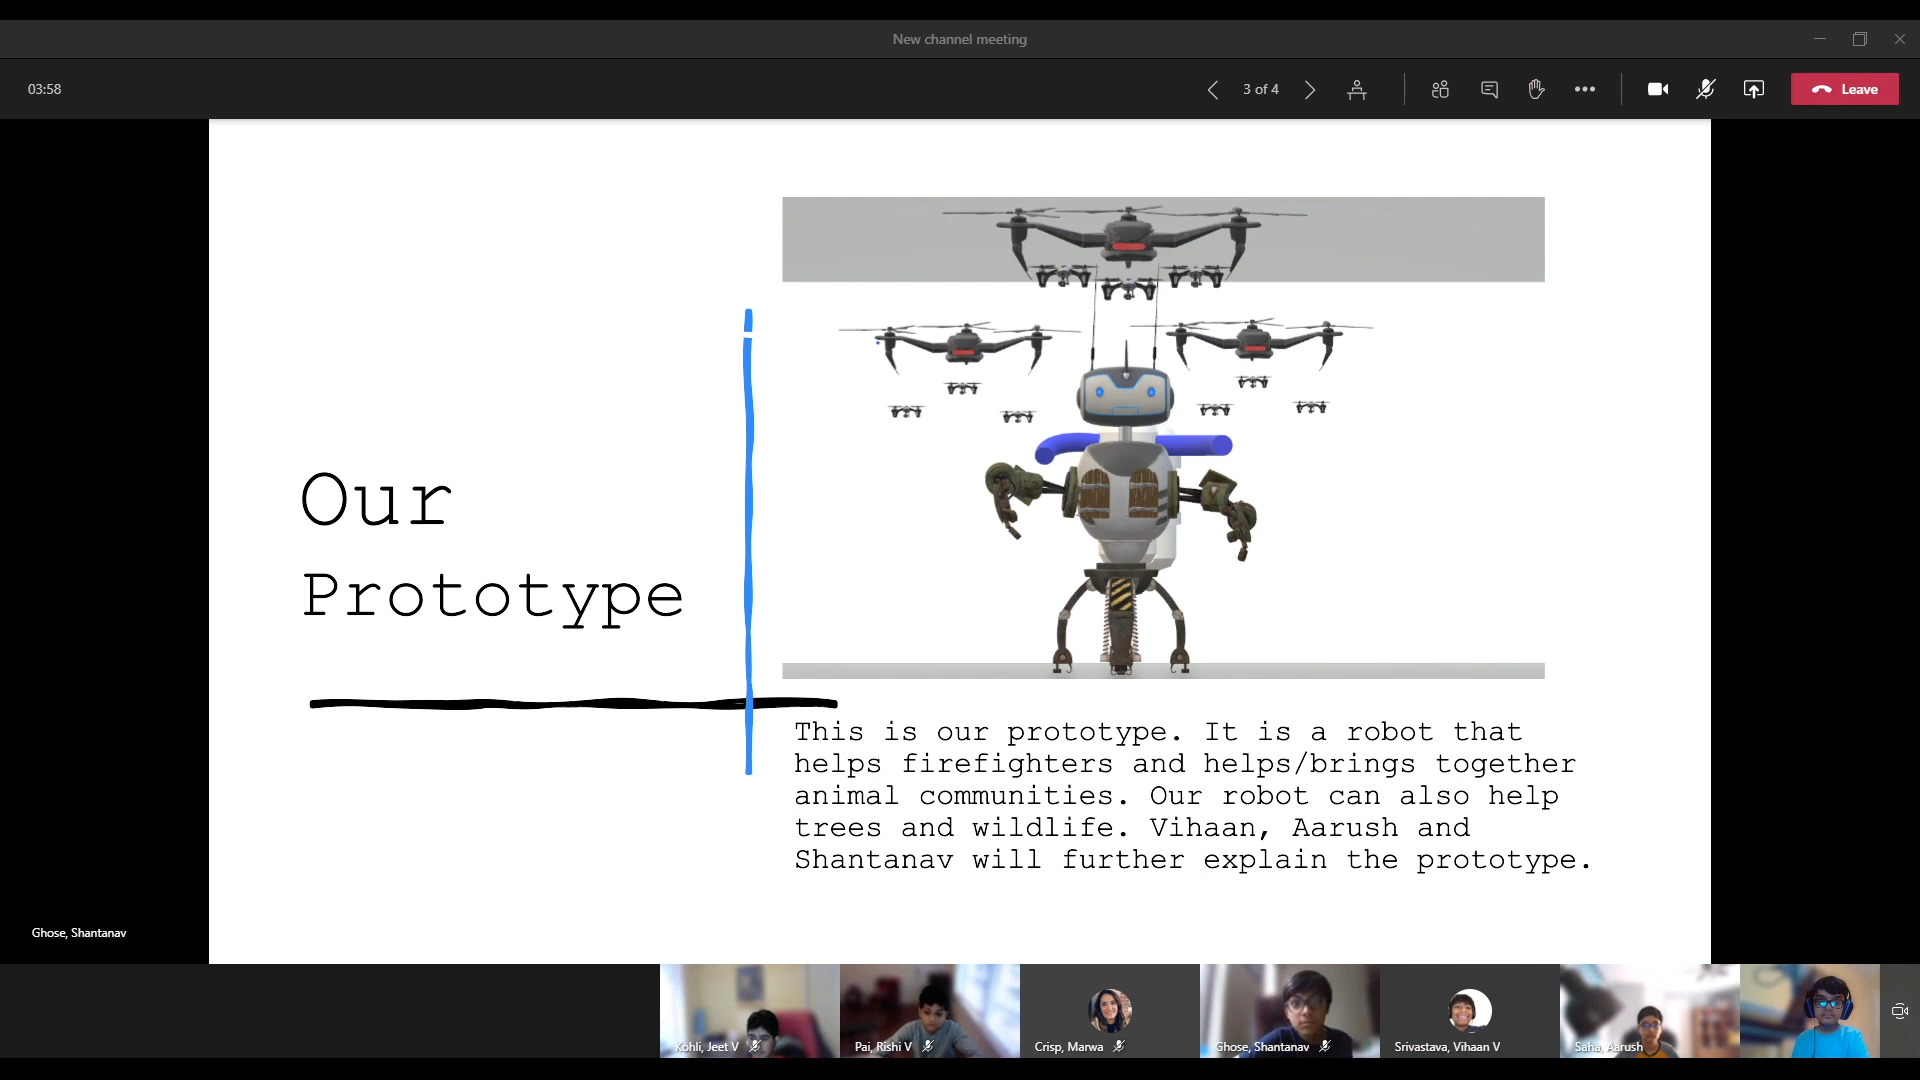 New channel meeting
03:58
3 of 4
Leave
Our
Prototype
This is our prototype. It is a robot that
helps firefighters and helps/brings together
animal communities. Our robot can also help
trees and wildlife. Vihaan, Aarush and
Shantanav will further explain the prototype.
Ghose, Shantanav
Kohli, Jeet V
Pai, Rishi V
Crisp, Marwa
Ghose, Shantanav
Srivastava, Vihaan V
Saha, Aarush